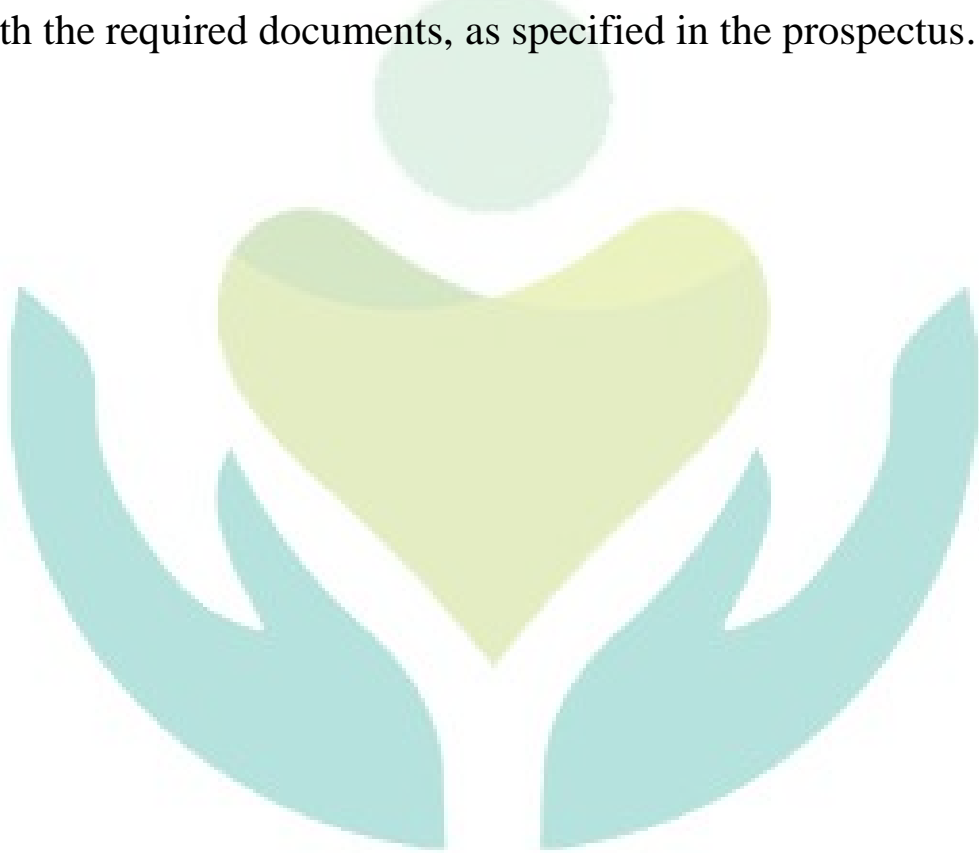 th the required documents, as specified in the prospectus.